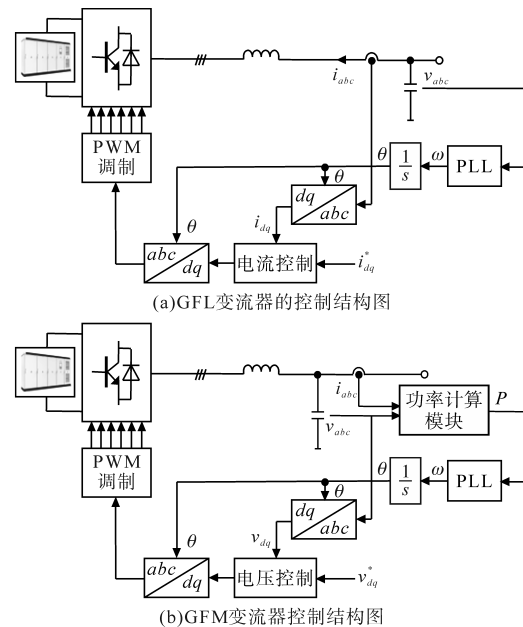 i_abc
v_abc
PWM
调制
θ
1/s
ω
PLL
θ
dq
abc
i_dq
θ
abc
dq
电流控制
i*_dq
(a)GFL变流器的控制结构图
i_abc
功率计算
模块
P
v_abc
PWM
调制
θ
1/s
ω
PLL
θ
dq
abc
v_dq
θ
abc
dq
电压控制
v*_dq
(b)GFM变流器控制结构图